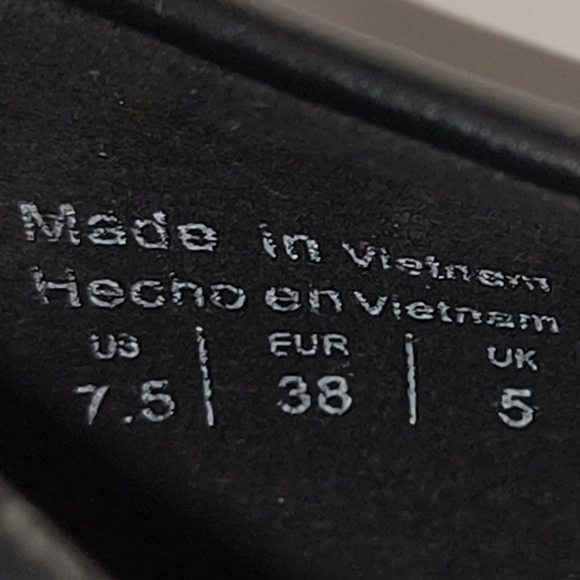 Made in Vietnam
Hecho en Vietnam
US | EUR | UK
7.5 | 38 | 5